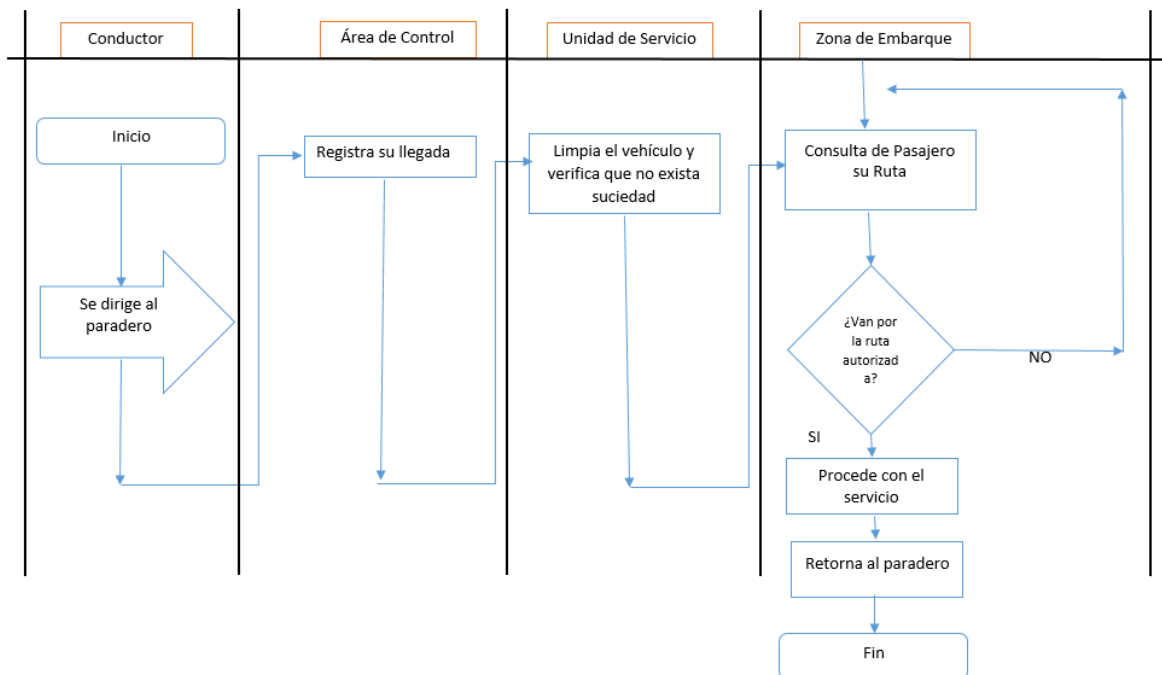 Conductor
Área de Control
Unidad de Servicio
Zona de Embarque
Inicio
Se dirige al
paradero
Registra su llegada
Limpia el vehículo y
verifica que no exista
suciedad
Consulta de Pasajero
su Ruta
¿Van por
la ruta
autorizad
a?
NO
SI
Procede con el
servicio
Retorna al paradero
Fin